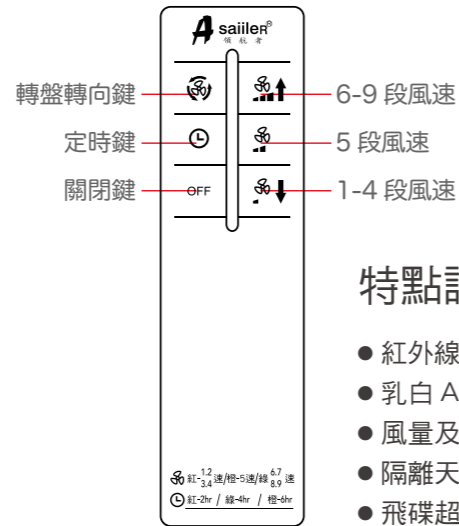 A saiileR®
領航者
轉盤轉向鍵
6-9 段風速
定時鍵
5 段風速
關閉鍵
OFF
1-4 段風速
特點
● 紅外線
● 乳白 A
● 風量及
● 隔離天
● 飛碟超
紅-1.2 3.4 速/橙-5速/綠 6.7 8.9 速
紅-2hr / 綠-4hr / 橙-6hr